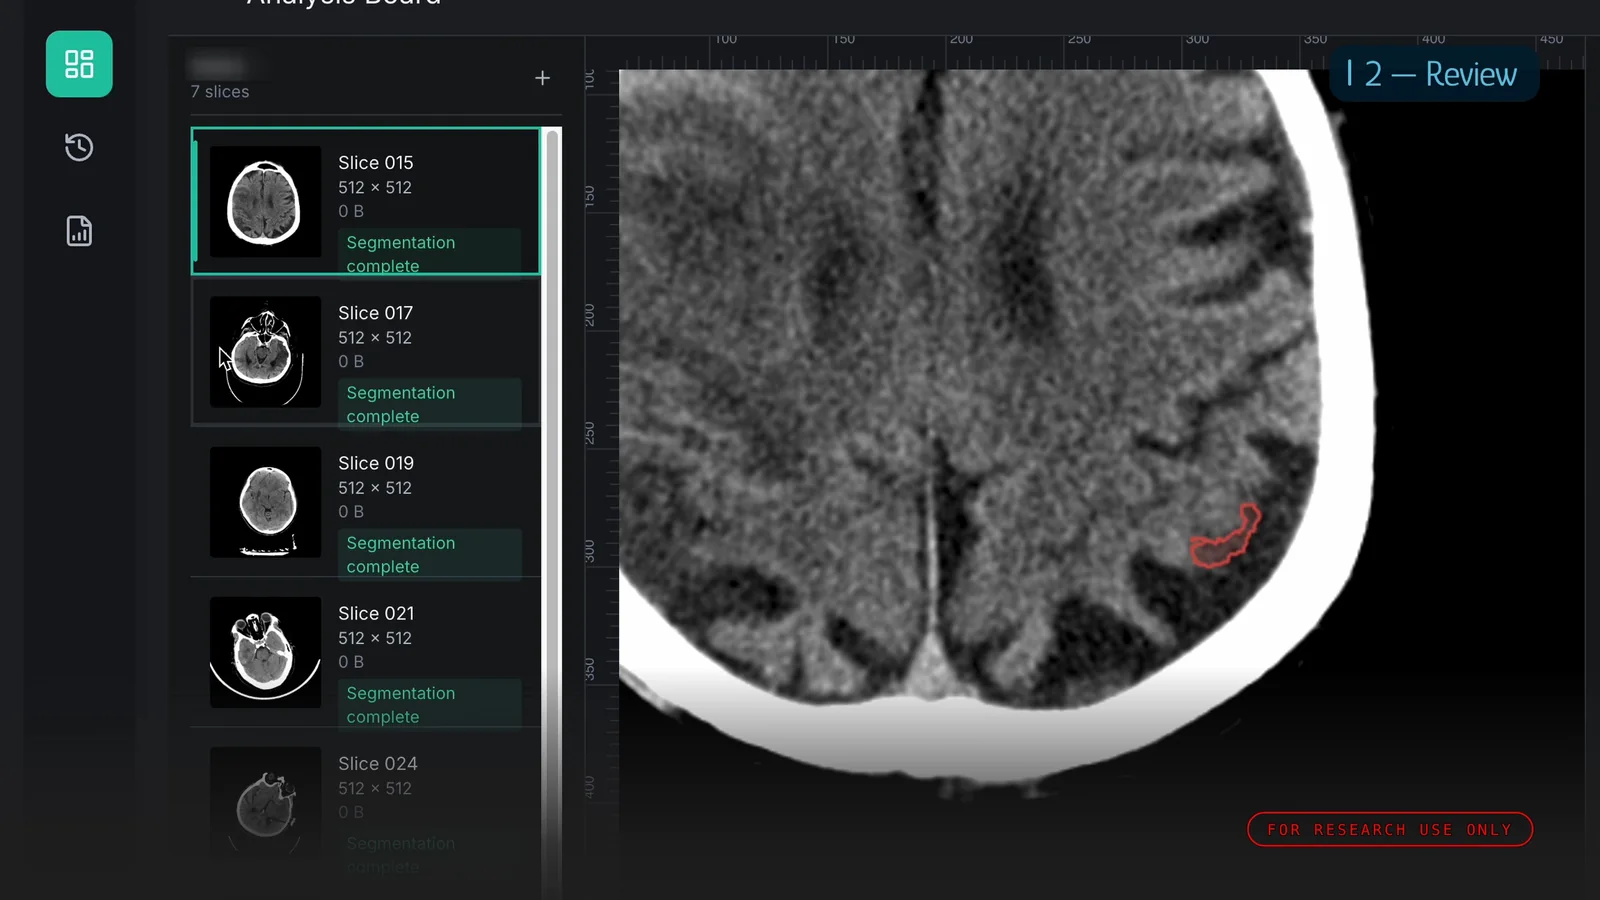 Analysis Board
7 slices
Slice 015
512 × 512
0 B
Segmentation
complete
Slice 017
512 × 512
0 B
Segmentation
complete
Slice 019
512 × 512
0 B
Segmentation
complete
Slice 021
512 × 512
0 B
Segmentation
complete
Slice 024
512 × 512
0 B
Segmentation
complete
100
150
200
250
300
350
400
450
100
150
200
250
300
350
400
2 — Review
FOR RESEARCH USE ONLY